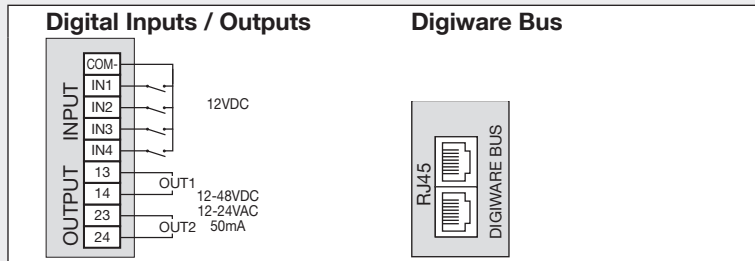 Digital Inputs / Outputs
Digiware Bus
INPUT
COM-
IN1
IN2
IN3
IN4
12VDC
OUTPUT
13
14
23
24
OUT1
12-48VDC
12-24VAC
OUT2 50mA
RJ45
DIGIWARE BUS